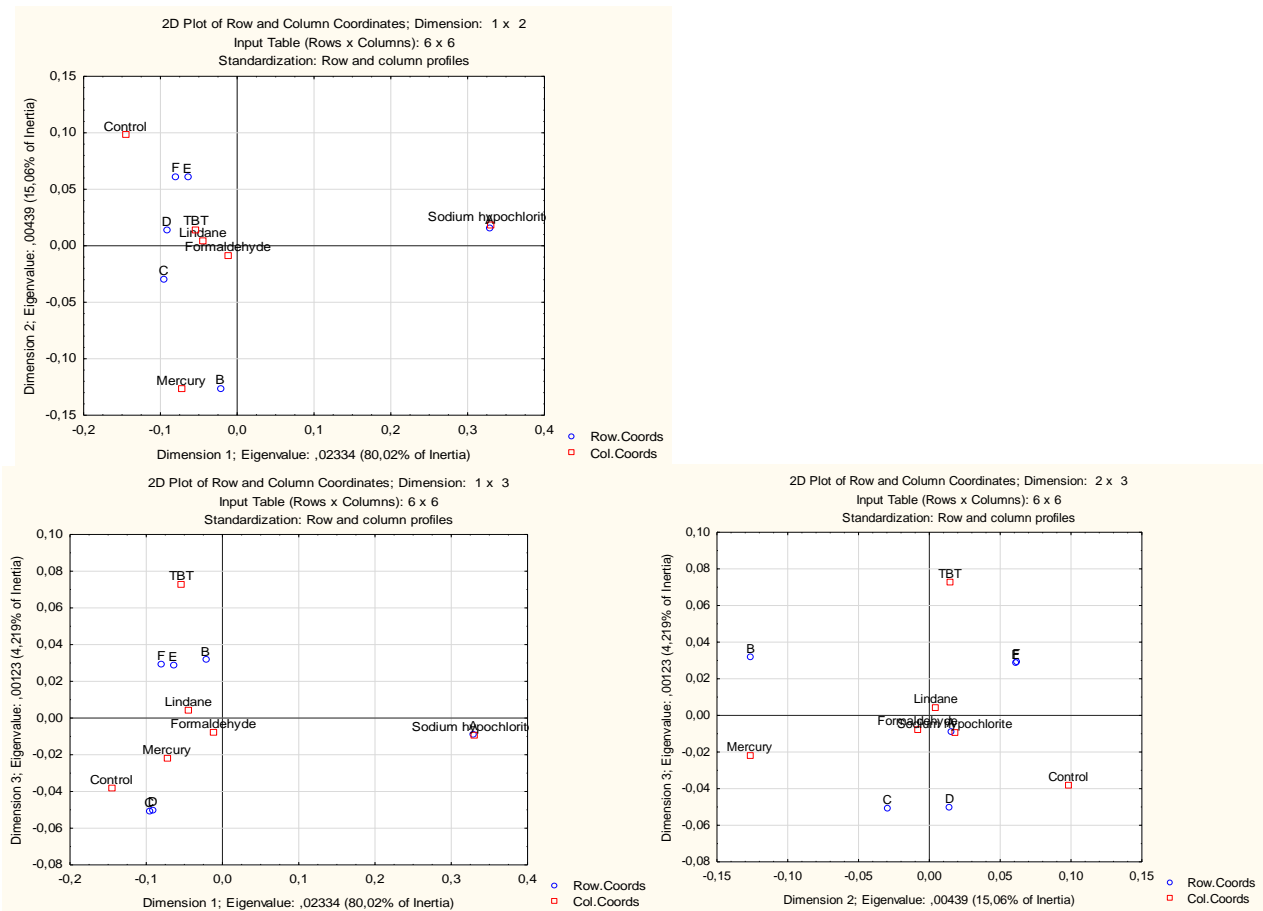 2D Plot of Row and Column Coordinates; Dimension: 1 x 2
Input Table (Rows x Columns): 6 x 6
Standardization: Row and column profiles
0,15
Control
0,10
F E
0,05
D TBT
Sodium hypochlorite
A
Lindane
0,00
Formaldehyde
C
-0,05
-0,10
Mercury B
-0,15
-0,2 -0,1 0,0 0,1 0,2 0,3 0,4
Dimension 2; Eigenvalue: ,00439 (15,06% of Inertia)
Dimension 1; Eigenvalue: ,02334 (80,02% of Inertia)
Row.Coords
Col.Coords
2D Plot of Row and Column Coordinates; Dimension: 1 x 3
Input Table (Rows x Columns): 6 x 6
Standardization: Row and column profiles
0,10
0,08
TBT
0,06
0,04
F E B
0,02
Lindane
0,00
Formaldehyde
Sodium hypochlorite
A
-0,02
Mercury
Control
-0,04
C D
-0,06
-0,08
-0,2 -0,1 0,0 0,1 0,2 0,3 0,4
Dimension 3; Eigenvalue: ,00123 (4,219% of Inertia)
Dimension 1; Eigenvalue: ,02334 (80,02% of Inertia)
Row.Coords
Col.Coords
2D Plot of Row and Column Coordinates; Dimension: 2 x 3
Input Table (Rows x Columns): 6 x 6
Standardization: Row and column profiles
0,10
0,08
TBT
0,06
0,04
B
E
F
0,02
Lindane
0,00
Formaldehyde
A
Sodium hypochlorite
-0,02
Mercury
Control
-0,04
C D
-0,06
-0,08
-0,15 -0,10 -0,05 0,00 0,05 0,10 0,15
Dimension 3; Eigenvalue: ,00123 (4,219% of Inertia)
Dimension 2; Eigenvalue: ,00439 (15,06% of Inertia)
Row.Coords
Col.Coords